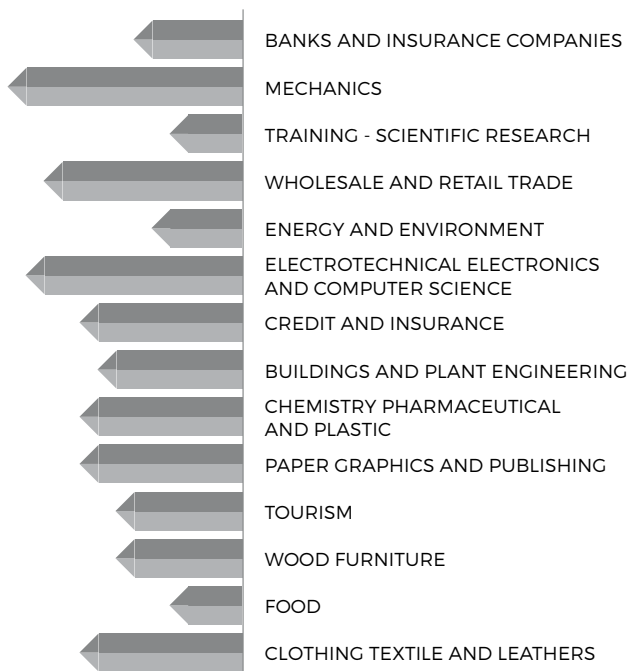 BANKS AND INSURANCE COMPANIES
MECHANICS
TRAINING - SCIENTIFIC RESEARCH
WHOLESALE AND RETAIL TRADE
ENERGY AND ENVIRONMENT
ELECTROTECHNICAL ELECTRONICS
AND COMPUTER SCIENCE
CREDIT AND INSURANCE
BUILDINGS AND PLANT ENGINEERING
CHEMISTRY PHARMACEUTICAL
AND PLASTIC
PAPER GRAPHICS AND PUBLISHING
TOURISM
WOOD FURNITURE
FOOD
CLOTHING TEXTILE AND LEATHERS